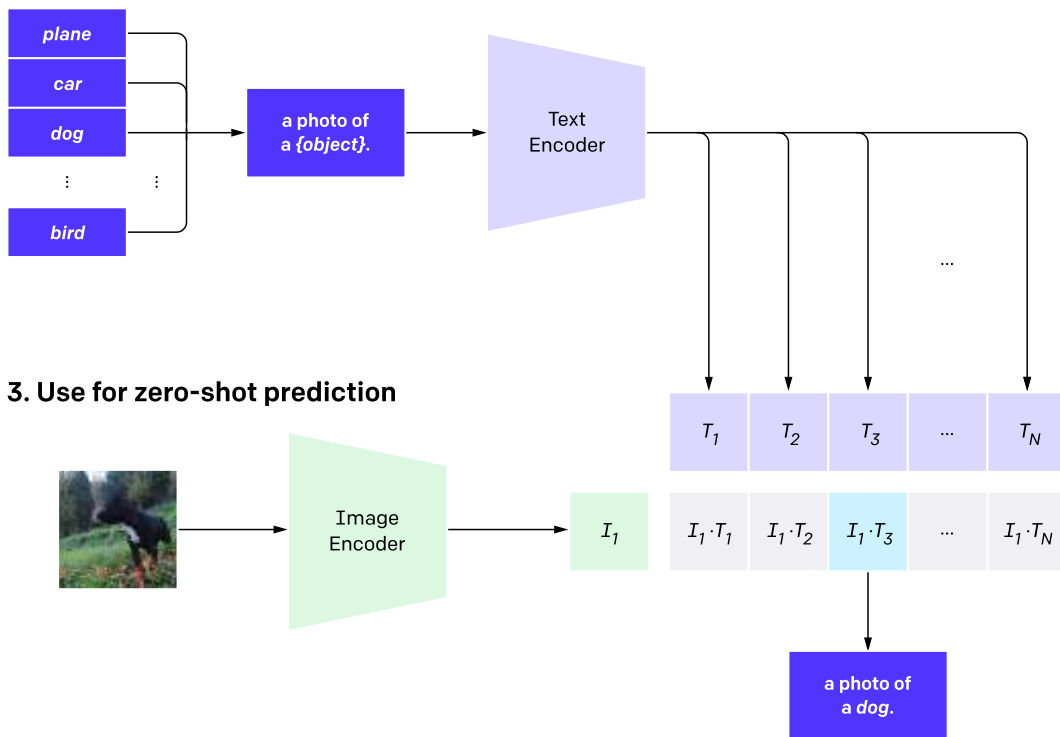 plane
car
dog
⋮ ⋮
bird
a photo of
a {object}.
Text
Encoder
...
3. Use for zero-shot prediction
T1 T2 T3 ... TN
Image
Encoder
I1
I1·T1 I1·T2 I1·T3 ... I1·TN
a photo of
a dog.